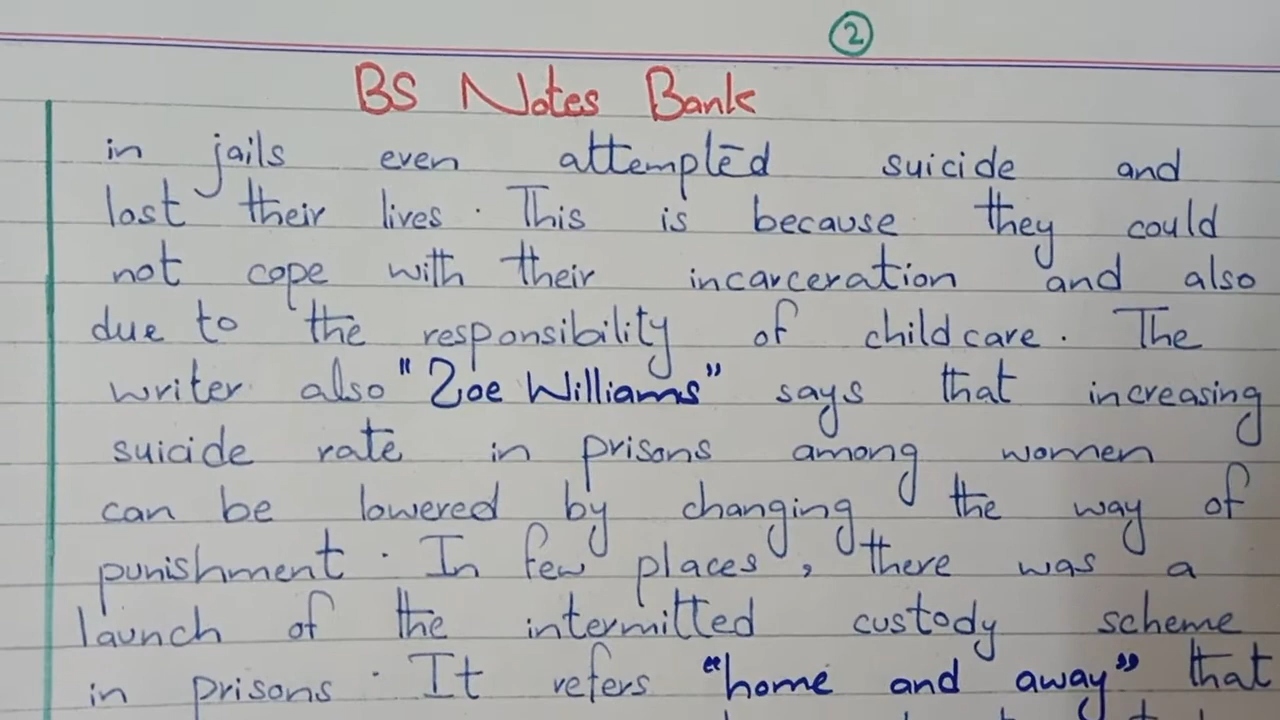 2
BS Notes Bank
in jails even attempted suicide and
lost their lives. This is because they could
not cope with their incarceration and also
due to the responsibility of childcare. The
writer also "Zoe Williams" says that increasing
suicide rate in prisons among women
can be lowered by changing the way of
punishment. In few places, there was a
launch of the intermitted custody scheme
in prisons. It refers "home and away" that